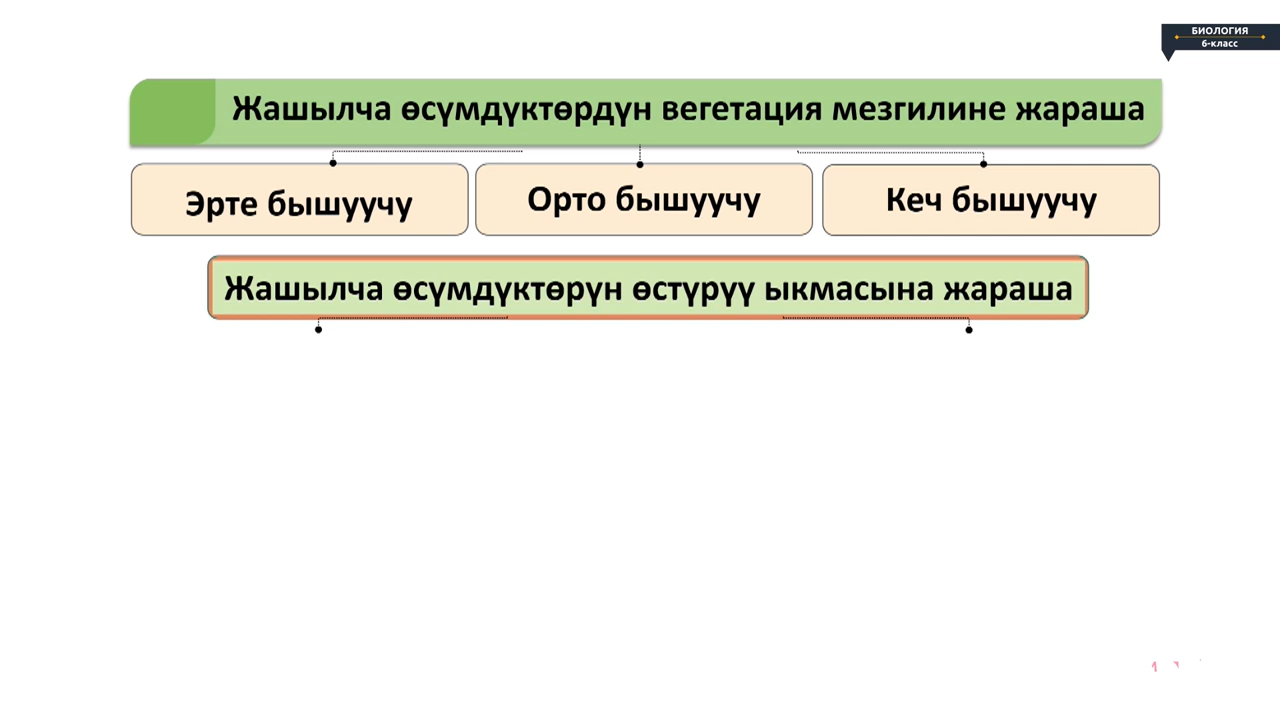 БИОЛОГИЯ
6-класс
Жашылча өсүмдүктөрдүн вегетация мезгилине жараша
Эрте бышуучу
Орто бышуучу
Кеч бышуучу
Жашылча өсүмдүктөрүн өстүрүү ыкмасына жараша